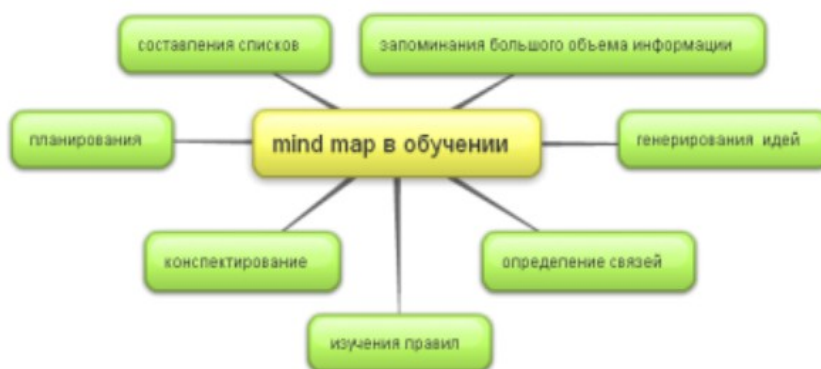 составления списков
запоминания большого объема информации
планирования
mind map в обучении
генерирования идей
конспектирование
определение связей
изучения правил